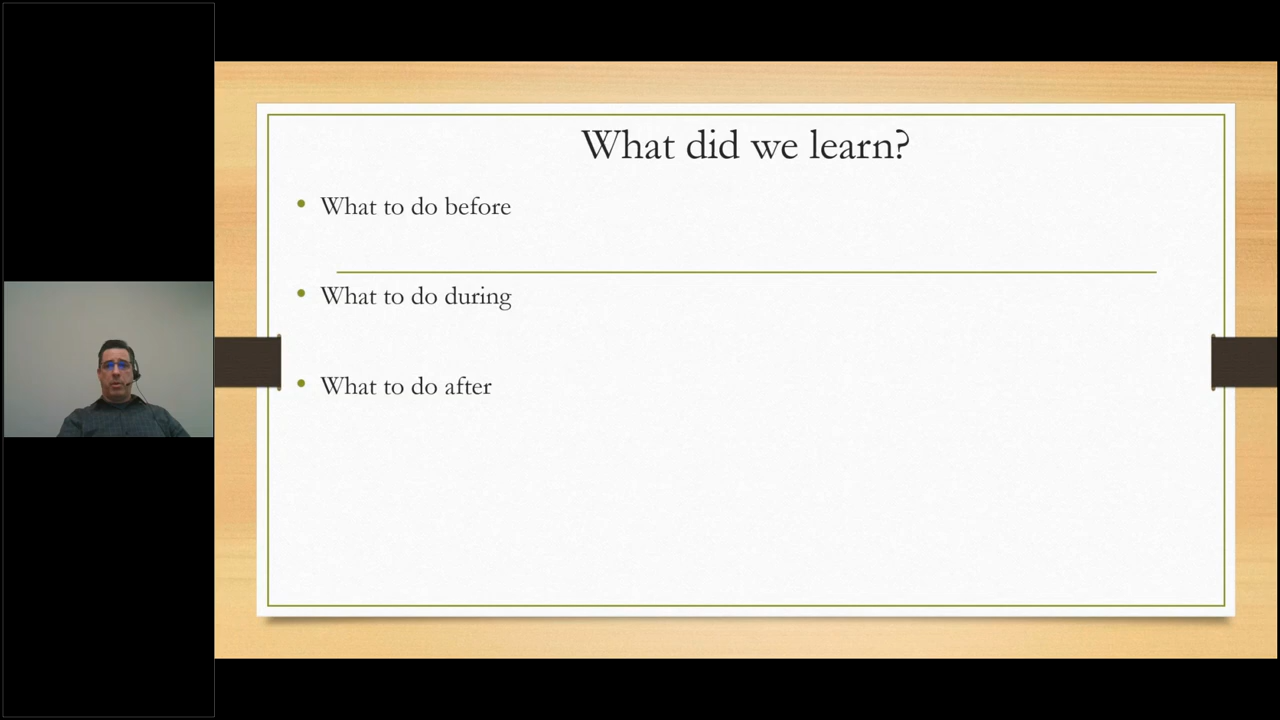 What did we learn?
What to do before
What to do during
What to do after